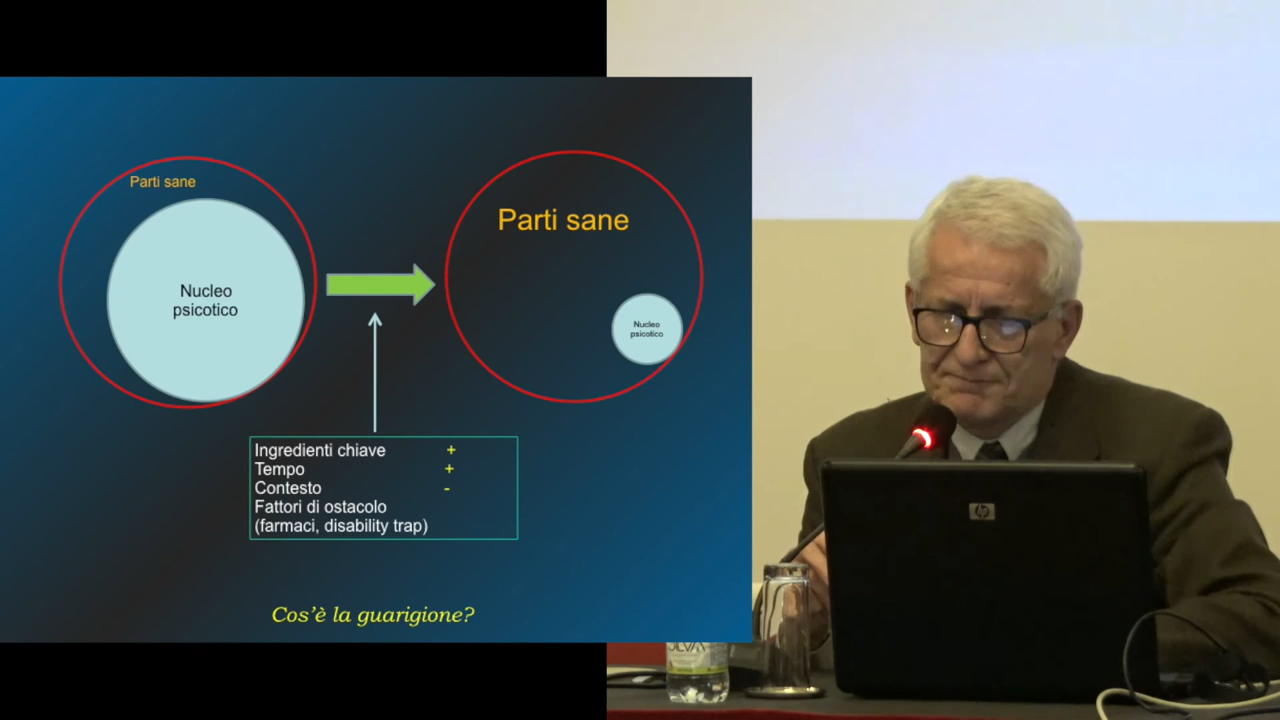 Parti sane
Nucleo
psicotico
Parti sane
Nucleo
psicotico
Ingredienti chiave +
Tempo +
Contesto -
Fattori di ostacolo
(farmaci, disability trap)
Cos'è la guarigione?
hp